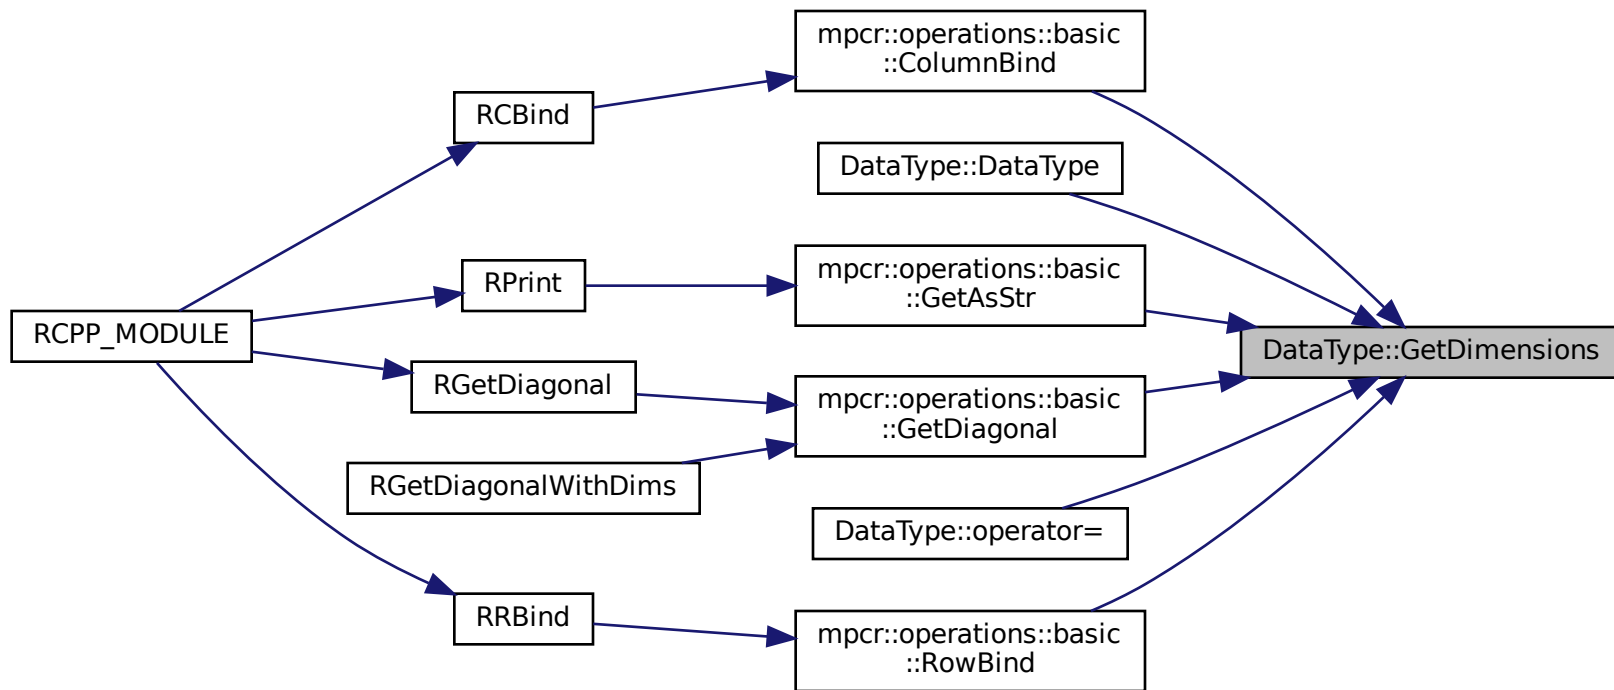 mpcr::operations::basic
::ColumnBind
RCBind
DataType::DataType
mpcr::operations::basic
::GetAsStr
RPrint
RCPP_MODULE
DataType::GetDimensions
RGetDiagonal
mpcr::operations::basic
::GetDiagonal
RGetDiagonalWithDims
DataType::operator=
RRBind
mpcr::operations::basic
::RowBind